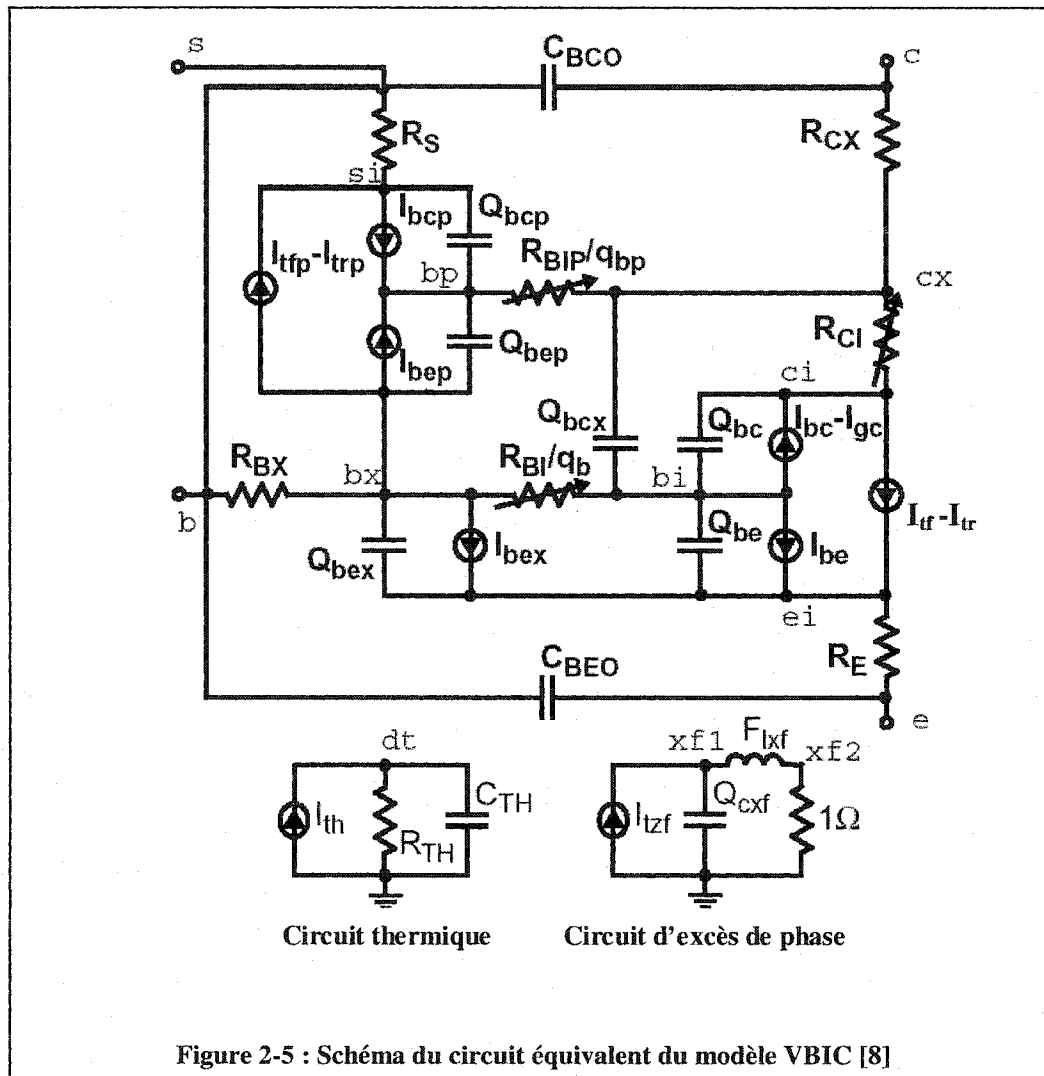 s
C_BCO
c
R_S
R_CX
si
I_bcp
Q_bcp
I_tfp-I_trp
R_BIP/q_bp
bp
cx
R_CI
I_bep
Q_bep
ci
Q_bcx
Q_bc
I_bc-I_gc
R_BX
bx
R_BI/q_b
bi
b
I_tf-I_tr
Q_bex
I_bex
Q_be
I_be
ei
R_E
C_BEO
e
dt
xf1
F_lxf
xf2
I_th
R_TH
C_TH
I_tzf
Q_cxf
1Ω
Circuit thermique
Circuit d'excès de phase
Figure 2-5 : Schéma du circuit équivalent du modèle VBIC [8]